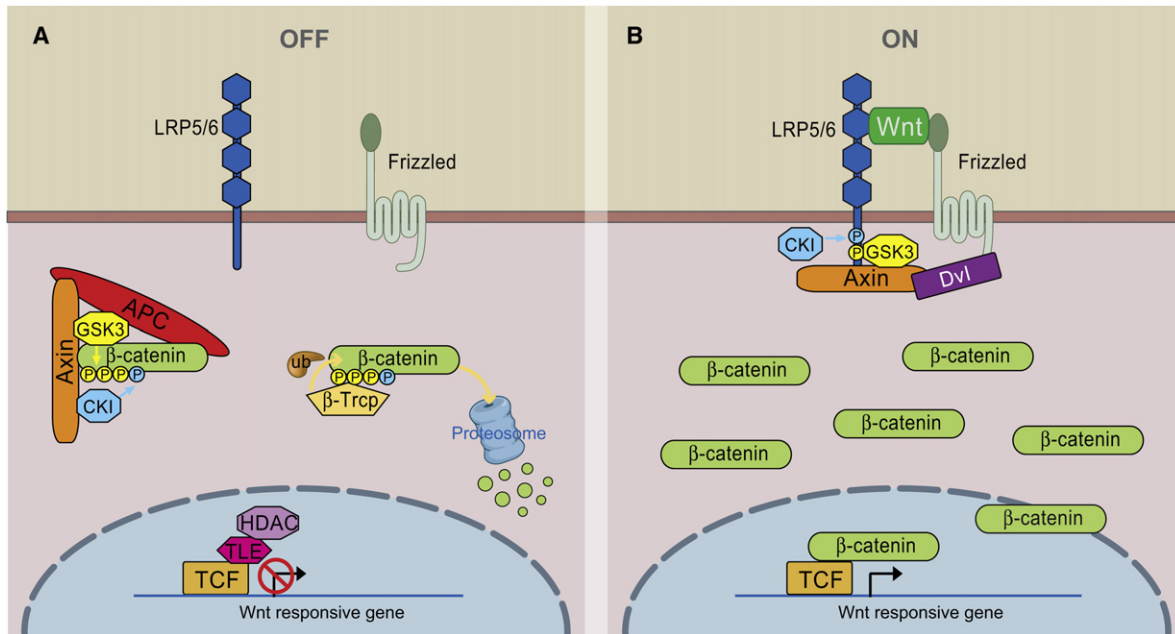 A
OFF
LRP5/6
Frizzled
APC
Axin
GSK3
β-catenin
P P P P
CKI
ub
β-catenin
P P P P
β-Trcp
Proteosome
HDAC
TLE
TCF
Wnt responsive gene
B
ON
LRP5/6
Wnt
Frizzled
CKI
P
P
GSK3
Axin
Dvl
β-catenin
β-catenin
β-catenin
β-catenin
β-catenin
β-catenin
β-catenin
TCF
Wnt responsive gene